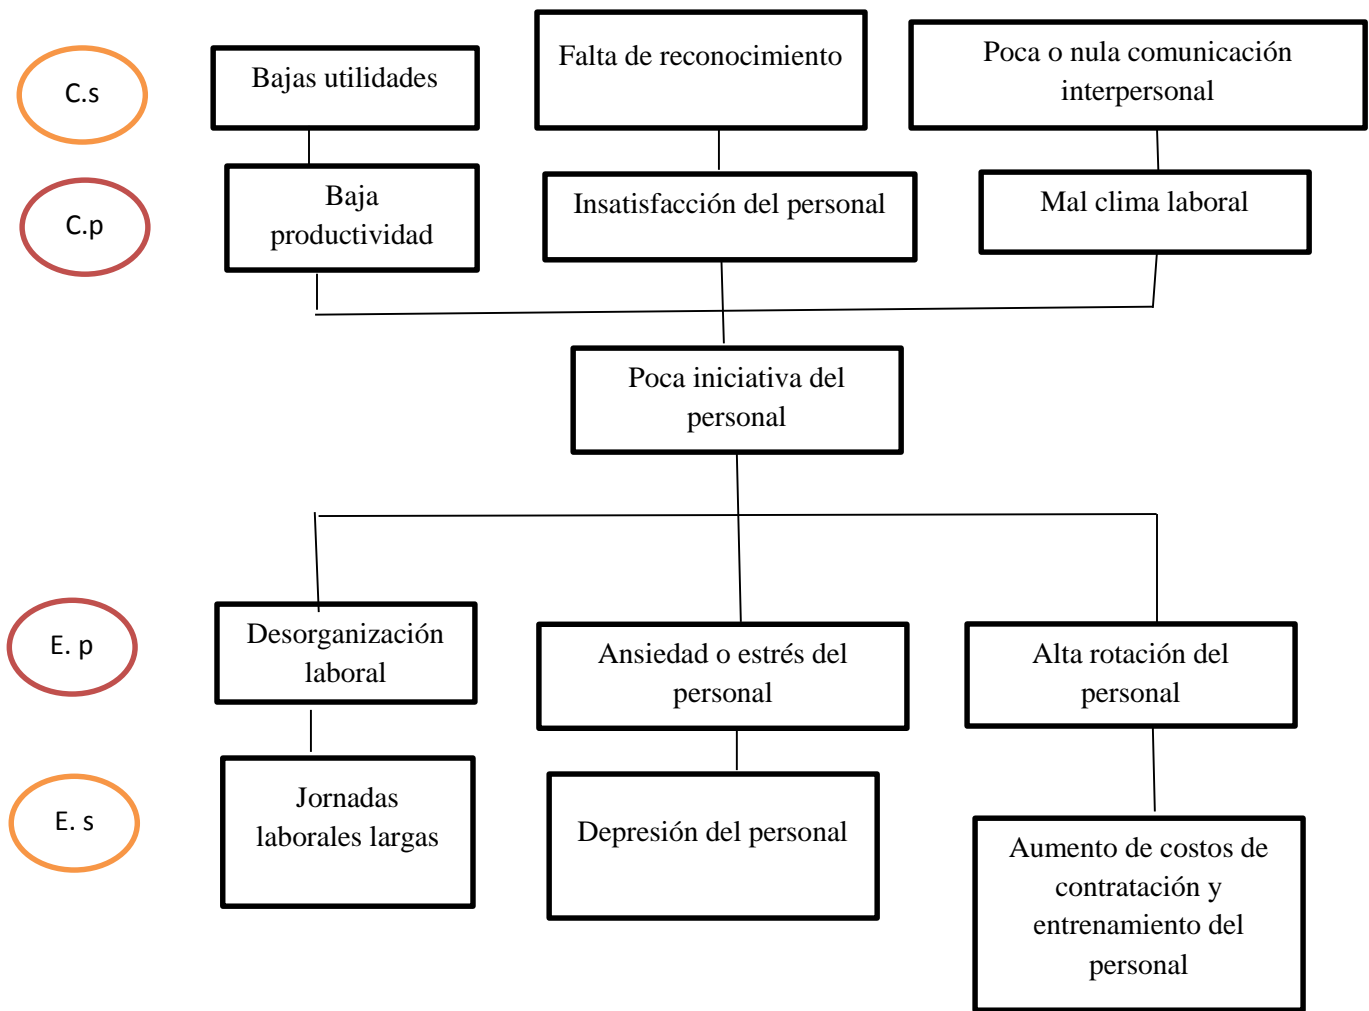 C.s
Bajas utilidades
Falta de reconocimiento
Poca o nula comunicación
interpersonal
C.p
Baja
productividad
Insatisfacción del personal
Mal clima laboral
Poca iniciativa del
personal
E. p
Desorganización
laboral
Ansiedad o estrés del
personal
Alta rotación del
personal
E. s
Jornadas
laborales largas
Depresión del personal
Aumento de costos de
contratación y
entrenamiento del
personal